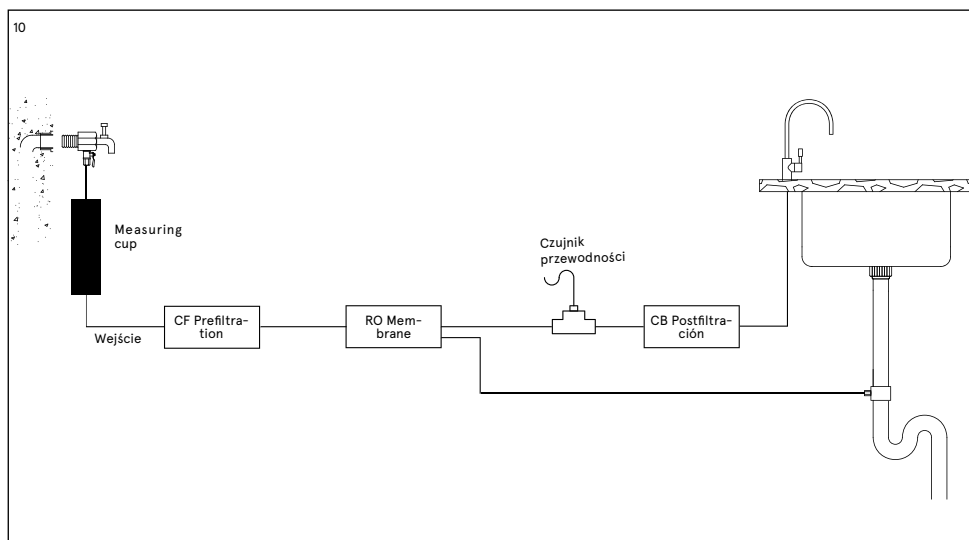 10
Measuring
cup
Czujnik
przewodności
Wejście
CF Prefiltra-
tion
RO Mem-
brane
CB Postfiltra-
ción